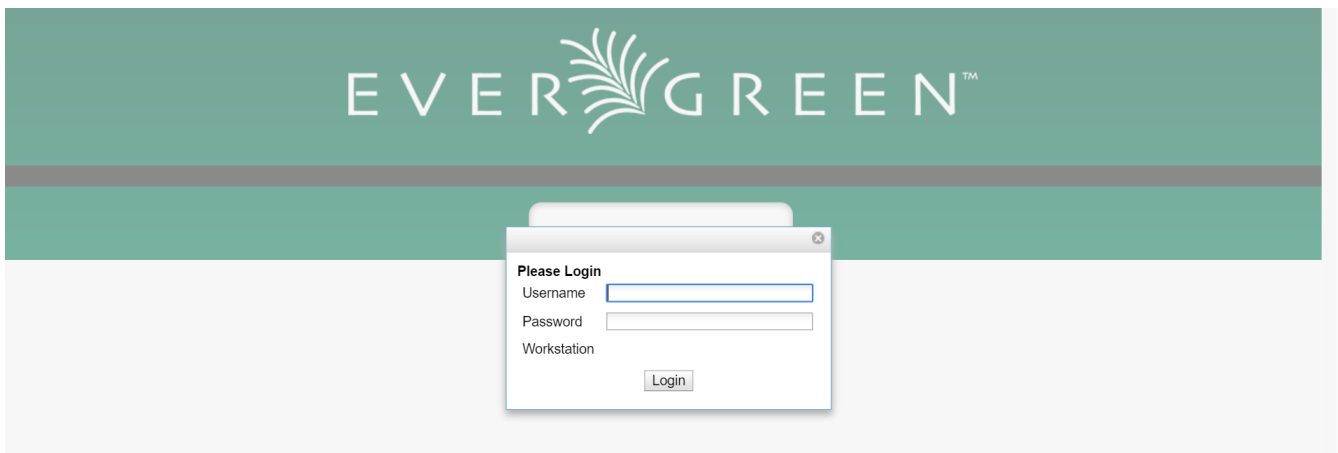 EVERGREEN™
Please Login
Username
Password
Workstation
Login